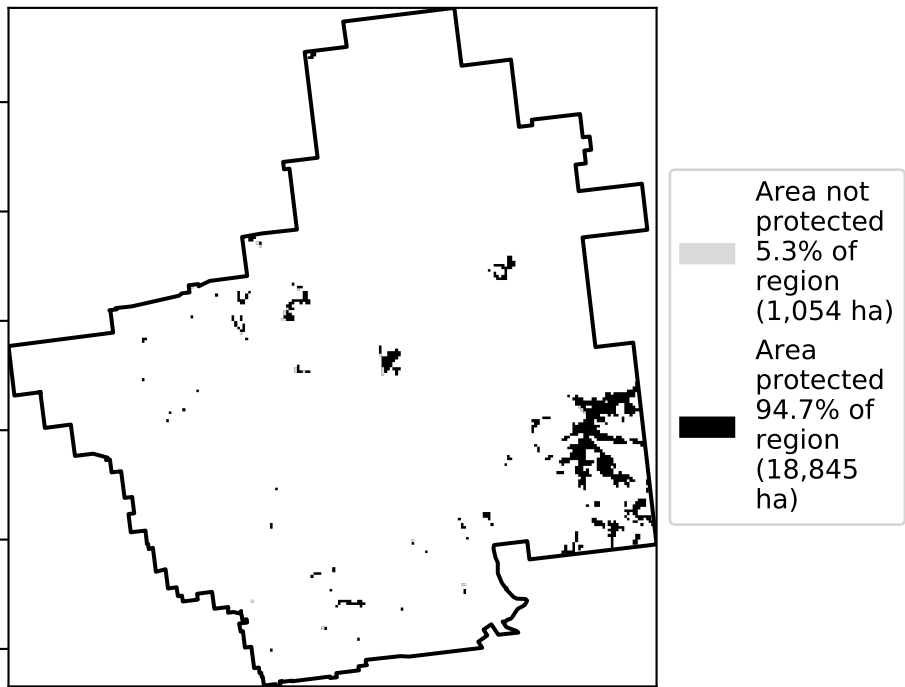 Area not
protected
5.3% of
region
(1,054 ha)
Area
protected
94.7% of
region
(18,845
ha)